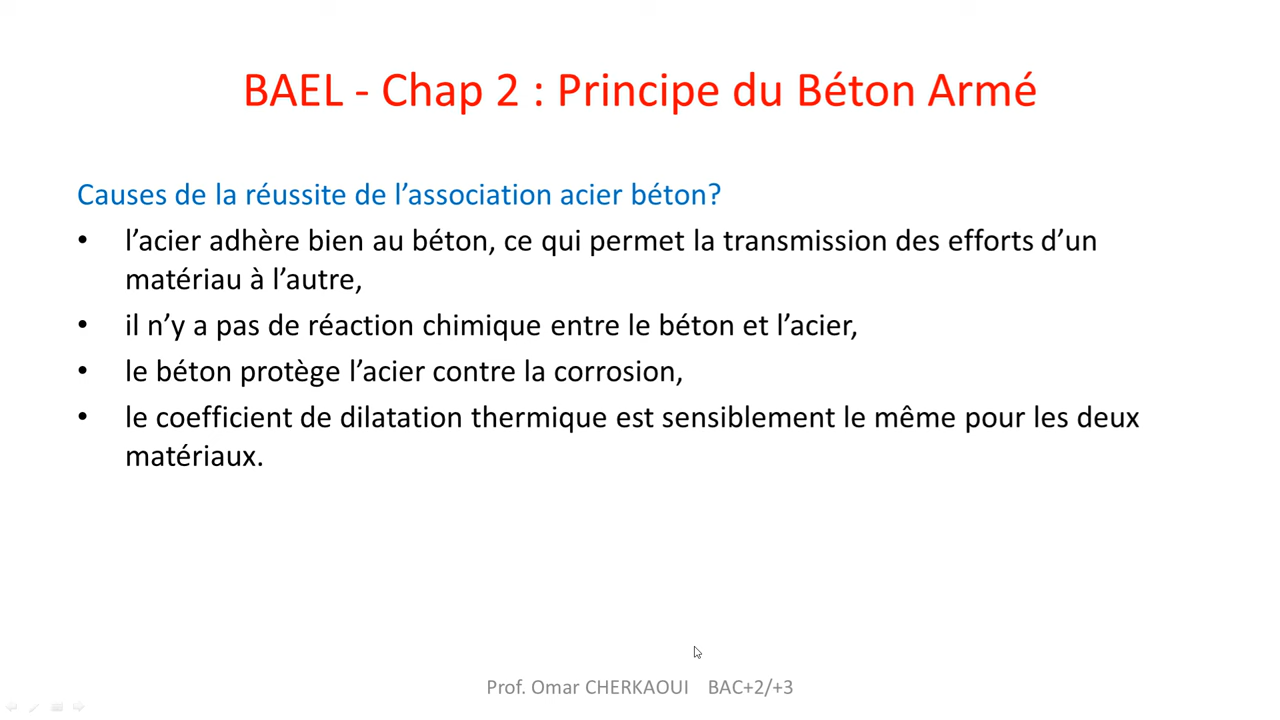 BAEL - Chap 2 : Principe du Béton Armé
Causes de la réussite de l’association acier béton?
• l’acier adhère bien au béton, ce qui permet la transmission des efforts d’un
matériau à l’autre,
• il n’y a pas de réaction chimique entre le béton et l’acier,
• le béton protège l’acier contre la corrosion,
• le coefficient de dilatation thermique est sensiblement le même pour les deux
matériaux.
Prof. Omar CHERKAOUI BAC+2/+3